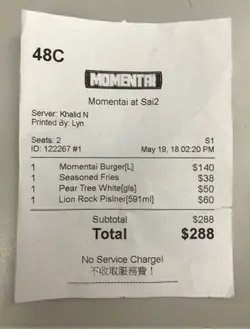 48C
MOMENTAI
Momentai at Sai2
Server: Khalid N
Printed By: Lyn
Seats: 2 S1
ID: 122267 #1 May 19, 18 02:20 PM
1 Momentai Burger[L] $140
1 Seasoned Fries $38
1 Pear Tree White[gls] $50
1 Lion Rock Pislner[591ml] $60
Subtotal $288
Total $288
No Service Charge!
不收取服務費！